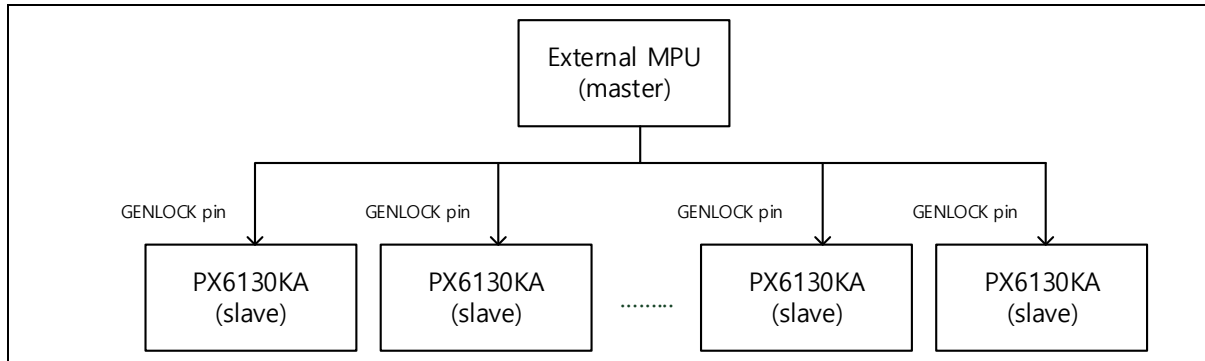 External MPU
(master)
GENLOCK pin
GENLOCK pin
GENLOCK pin
GENLOCK pin
PX6130KA
(slave)
PX6130KA
(slave)
.........
PX6130KA
(slave)
PX6130KA
(slave)